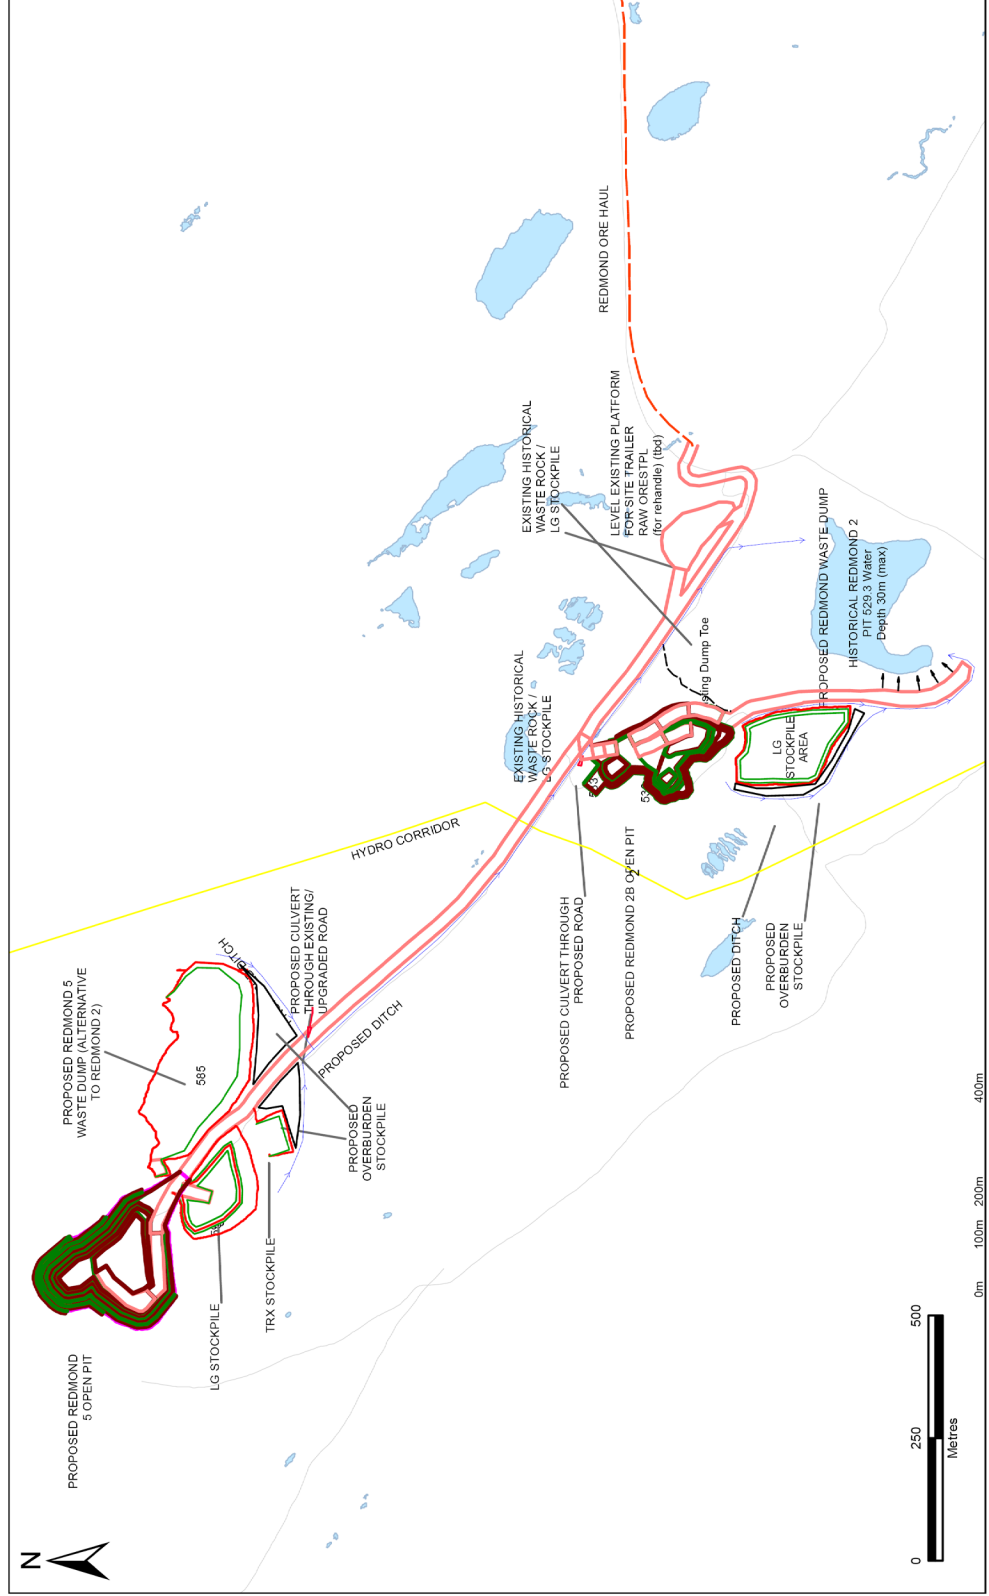 N
PROPOSED REDMOND
5 OPEN PIT
PROPOSED REDMOND 5
WASTE DUMP (ALTERNATIVE
TO REDMOND 2)
585
LG STOCKPILE
TRX STOCKPILE
PROPOSED
OVERBURDEN
STOCKPILE
DITCH
PROPOSED CULVERT
THROUGH EXISTING/
UPGRADED ROAD
PROPOSED DITCH
HYDRO CORRIDOR
EXISTING HISTORICAL
WASTE ROCK /
LG STOCKPILE
EXISTING HISTORICAL
WASTE ROCK /
LG STOCKPILE
LEVEL EXISTING PLATFORM
FOR SITE TRAILER
RAW ORESTPL
(for rehandle) (tbd)
REDMOND ORE HAUL
sting Dump Toe
PROPOSED CULVERT THROUGH
PROPOSED ROAD
PROPOSED REDMOND 2B OPEN PIT
2
LG
STOCKPILE
AREA
PROPOSED REDMOND WASTE DUMP
HISTORICAL REDMOND 2
PIT 529.3 Water
Depth 30m (max)
PROPOSED DITCH
PROPOSED
OVERBURDEN
STOCKPILE
0m 100m 200m 400m
0 250 500
Metres